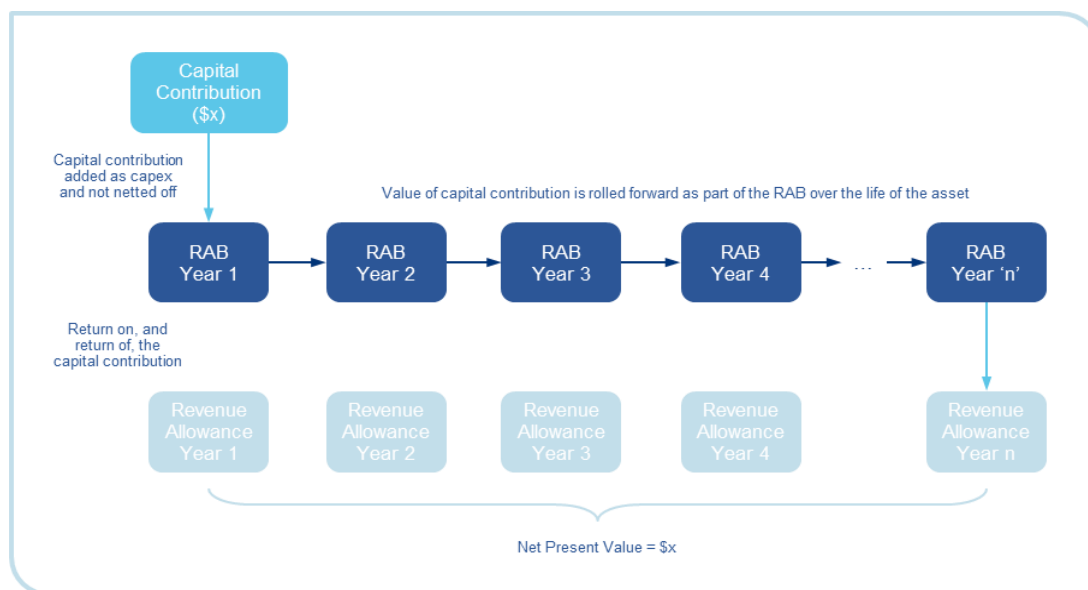 Capital
Contribution
($x)
Capital contribution
added as capex
and not netted off
Value of capital contribution is rolled forward as part of the RAB over the life of the asset
RAB
Year 1
RAB
Year 2
RAB
Year 3
RAB
Year 4
...
RAB
Year ‘n’
Return on, and
return of, the
capital contribution
Revenue
Allowance
Year 1
Revenue
Allowance
Year 2
Revenue
Allowance
Year 3
Revenue
Allowance
Year 4
Revenue
Allowance
Year n
Net Present Value = $x